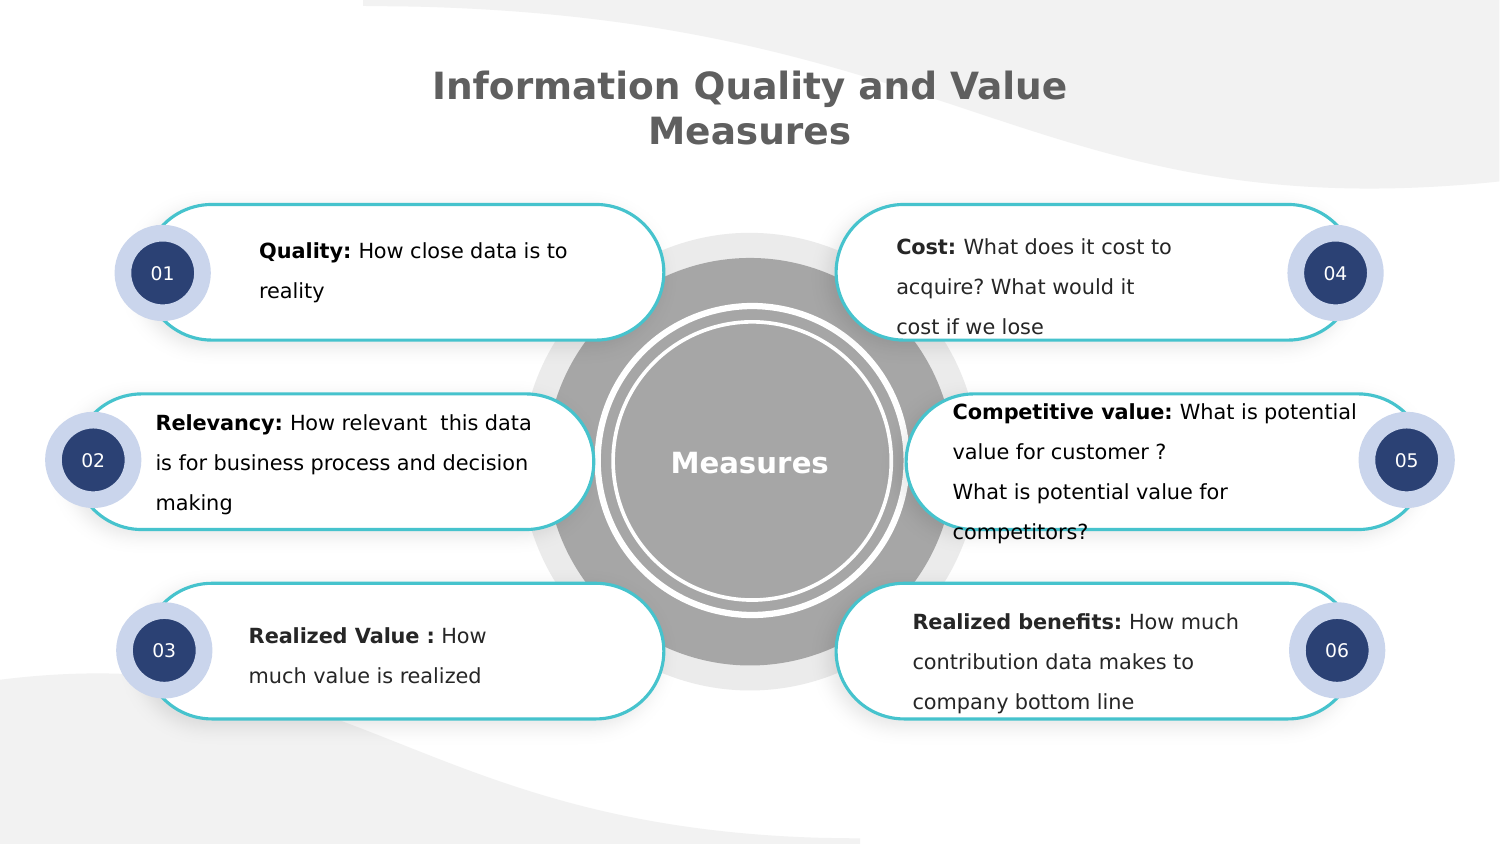 Information Quality and Value
Measures
01
Quality: How close data is to
reality
02
Relevancy: How relevant  this data
is for business process and decision
making
03
Realized Value : How
much value is realized
Measures
Cost: What does it cost to
acquire? What would it
cost if we lose
04
Competitive value: What is potential
value for customer ?
What is potential value for
competitors?
05
Realized benefits: How much
contribution data makes to
company bottom line
06